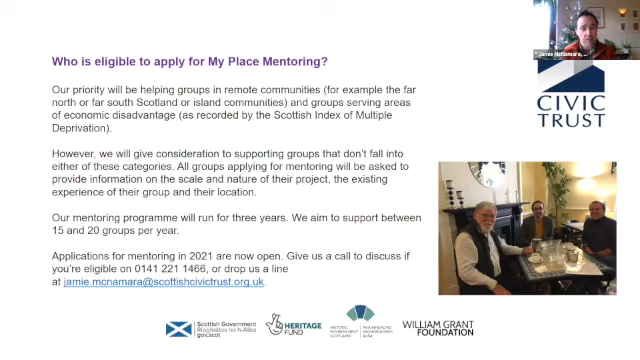 Who is eligible to apply for My Place Mentoring?
Our priority will be helping groups in remote communities (for example the far
north or far south Scotland or island communities) and groups serving areas
of economic disadvantage (as recorded by the Scottish Index of Multiple
Deprivation).
However, we will give consideration to supporting groups that don't fall into
either of these categories. All groups applying for mentoring will be asked to
provide information on the scale and nature of their project, the existing
experience of their group and their location.
Our mentoring programme will run for three years. We aim to support between
15 and 20 groups per year.
Applications for mentoring in 2021 are now open. Give us a call to discuss if
you're eligible on 0141 221 1466, or drop us a line
at jamie.mcnamara@scottishcivictrust.org.uk.
Jamie McNamara,
CIVIC
TRUST
Scottish Government
Riaghaltas na h-Alba
gov.scot
HERITAGE
FUND
HISTORIC
ENVIRONMENT
SCOTLAND
ÀRAINNEACHD
EACHDRAIDHEIL
ALBA
WILLIAM GRANT
FOUNDATION